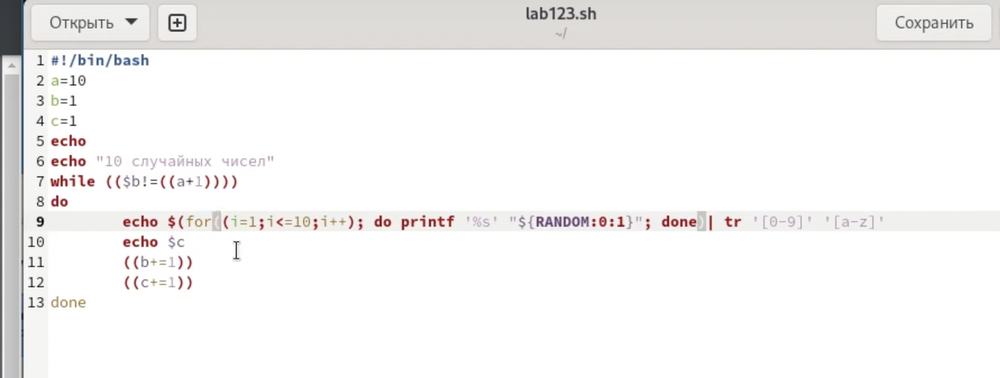 Открыть
lab123.sh
~/
Сохранить
1 #!/bin/bash
2 a=10
3 b=1
4 c=1
5 echo
6 echo "10 случайных чисел"
7 while (($b!=((a+1))))
8 do
9 echo $(for((i=1;i<=10;i++); do printf '%s' "${RANDOM:0:1}"; done)| tr '[0-9]' '[a-z]'
10 echo $c
11 ((b+=1))
12 ((c+=1))
13 done